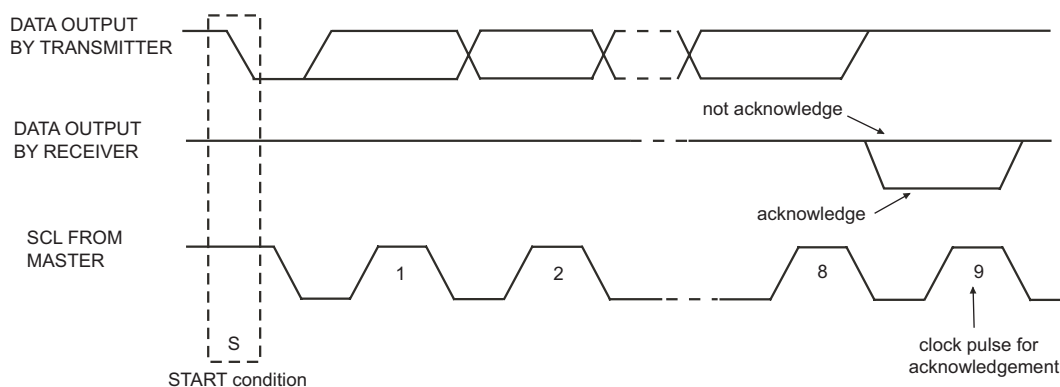 DATA OUTPUT
BY TRANSMITTER
not acknowledge
DATA OUTPUT
BY RECEIVER
acknowledge
SCL FROM
MASTER
1
2
8
9
S
START condition
clock pulse for
acknowledgement